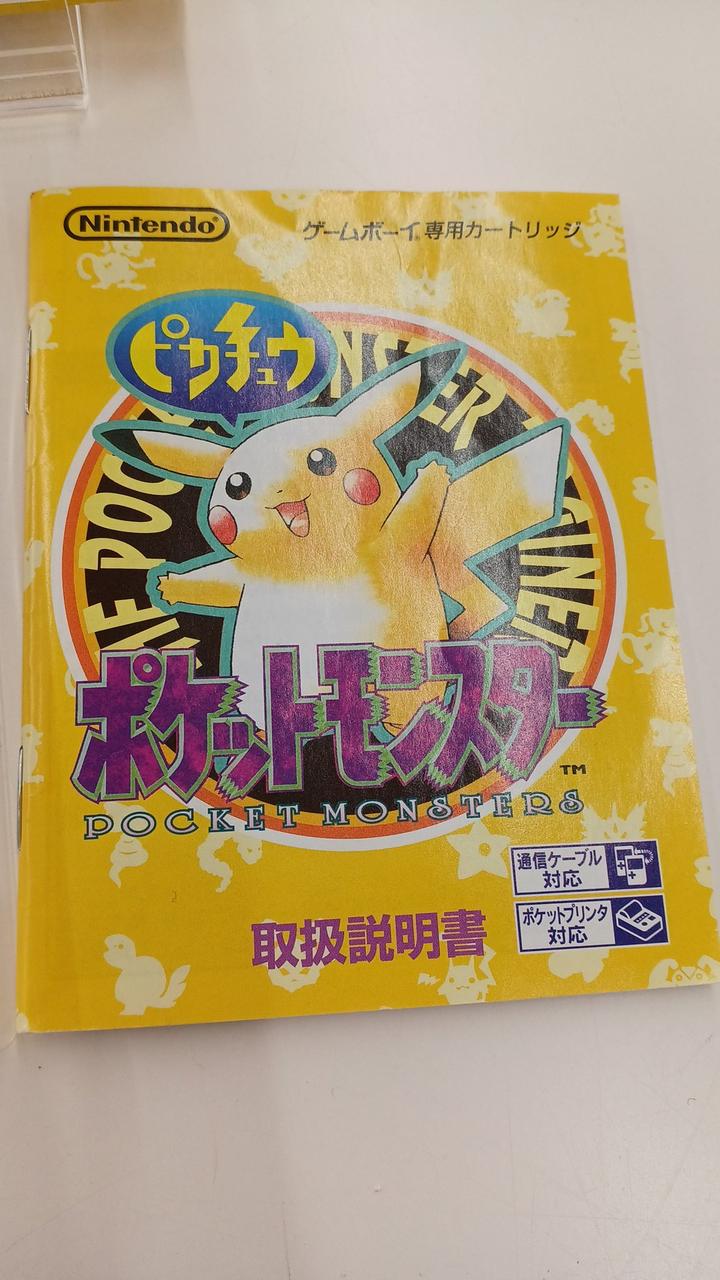 Nintendo®
ゲームボーイ専用カートリッジ
ピカチュウ
POC NSTER
ポケットモンスター
TM
POCKET MONSTERS
通信ケーブル
対応
ポケットプリンタ
対応
取扱説明書